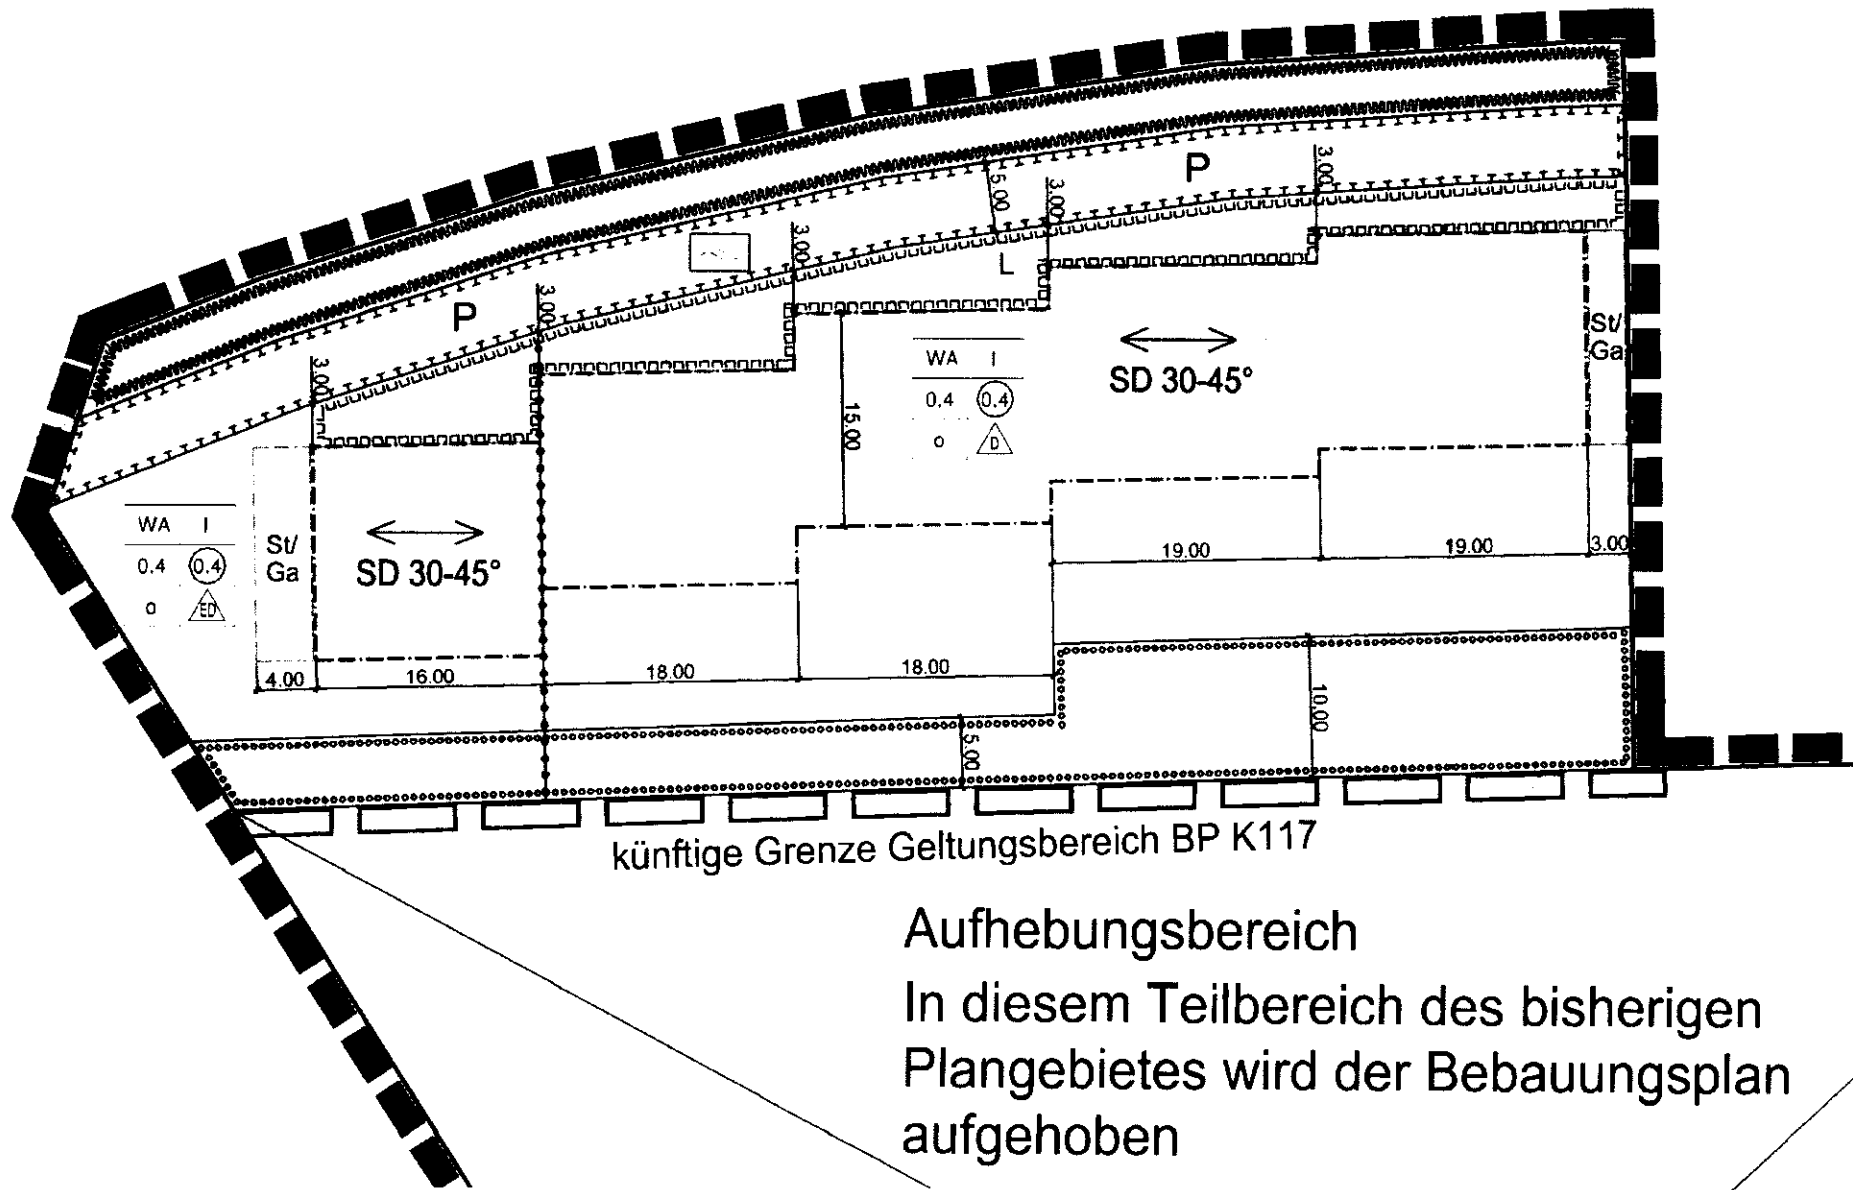 P
3.00
5.00
3.00
3.00
P
3.00
L
3.00
St/
Ga
WA I
0,4 0,4
o D
SD 30-45°
15.00
WA I
0.4 0.4
o ED
St/
Ga
SD 30-45°
19.00
19.00
3.00
4.00
16.00
18.00
18.00
5.00
10.00
künftige Grenze Geltungsbereich BP K117
Aufhebungsbereich
In diesem Teilbereich des bisherigen
Plangebietes wird der Bebauungsplan
aufgehoben